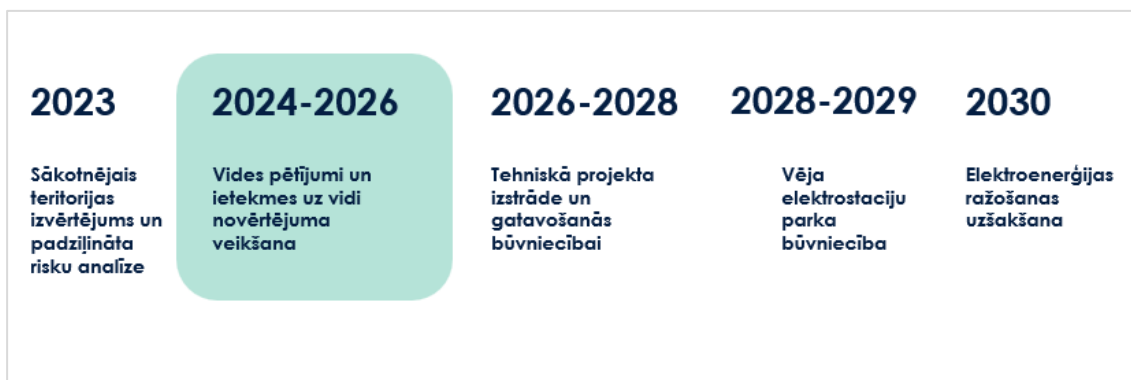 2023
Sākotnējais
teritorijas
izvērtējums un
padziļināta
risku analīze
2024-2026
Vides pētījumi un
ietekmes uz vidi
novērtējuma
veikšana
2026-2028
Tehniskā projekta
izstrāde un
gatavošanās
būvniecībai
2028-2029
Vēja
elektrostaciju
parka
būvniecība
2030
Elektroenerģijas
ražošanas
uzšakšana